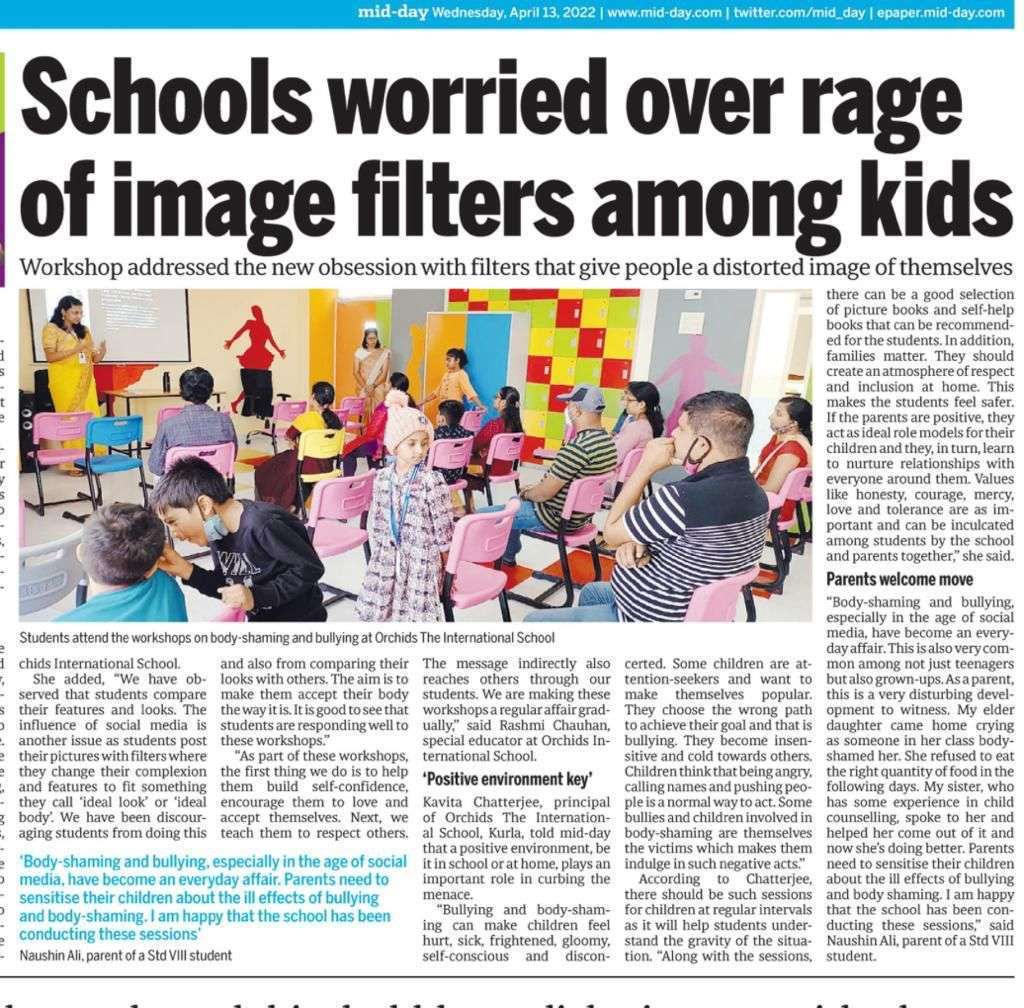 mid-day Wednesday, April 13, 2022 | www.mid-day.com | twitter.com/mid_day | epaper.mid-day.com
Schools worried over rage
of image filters among kids
Workshop addressed the new obsession with filters that give people a distorted image of themselves
Students attend the workshops on body-shaming and bullying at Orchids The International School
chids International School.
She added, “We have ob-
served that students compare
their features and looks. The
influence of social media is
another issue as students post
their pictures with filters where
they change their complexion
and features to fit something
they call ‘ideal look’ or ‘ideal
body’. We have been discour-
aging students from doing this
and also from comparing their
looks with others. The aim is to
make them accept their body
the way it is. It is good to see that
students are responding well to
these workshops.”
“As part of these workshops,
the first thing we do is to help
them build self-confidence,
encourage them to love and
accept themselves. Next, we
teach them to respect others.
‘Body-shaming and bullying, especially in the age of social
media, have become an everyday affair. Parents need to
sensitise their children about the ill effects of bullying
and body-shaming. I am happy that the school has been
conducting these sessions’
Naushin Ali, parent of a Std VIII student
The message indirectly also
reaches others through our
students. We are making these
workshops a regular affair grad-
ually,” said Rashmi Chauhan,
special educator at Orchids In-
ternational School.
‘Positive environment key’
Kavita Chatterjee, principal
of Orchids The Internation-
al School, Kurla, told mid-day
that a positive environment, be
it in school or at home, plays an
important role in curbing the
menace.
“Bullying and body-sham-
ing can make children feel
hurt, sick, frightened, gloomy,
self-conscious and discon-
certed. Some children are at-
tention-seekers and want to
make themselves popular.
They choose the wrong path
to achieve their goal and that is
bullying. They become insen-
sitive and cold towards others.
Children think that being angry,
calling names and pushing peo-
ple is a normal way to act. Some
bullies and children involved in
body-shaming are themselves
the victims which makes them
indulge in such negative acts.”
According to Chatterjee,
there should be such sessions
for children at regular intervals
as it will help students under-
stand the gravity of the situa-
tion. “Along with the sessions,
there can be a good selection
of picture books and self-help
books that can be recommend-
ed for the students. In addition,
families matter. They should
create an atmosphere of respect
and inclusion at home. This
makes the students feel safer.
If the parents are positive, they
act as ideal role models for their
children and they, in turn, learn
to nurture relationships with
everyone around them. Values
like honesty, courage, mercy,
love and tolerance are as im-
portant and can be inculcated
among students by the school
and parents together,” she said.
Parents welcome move
“Body-shaming and bullying,
especially in the age of social
media, have become an every-
day affair. This is also very com-
mon among not just teenagers
but also grown-ups. As a parent,
this is a very disturbing devel-
opment to witness. My elder
daughter came home crying
as someone in her class body-
shamed her. She refused to eat
the right quantity of food in the
following days. My sister, who
has some experience in child
counselling, spoke to her and
helped her come out of it and
now she’s doing better. Parents
need to sensitise their children
about the ill effects of bullying
and body shaming. I am happy
that the school has been con-
ducting these sessions,” said
Naushin Ali, parent of a Std VIII
student.